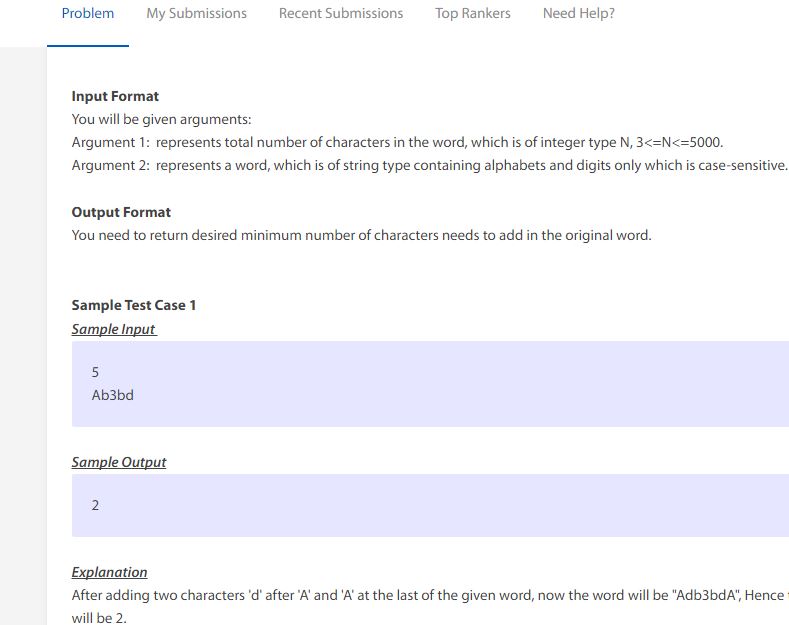 Problem My Submissions Recent Submissions Top Rankers Need Help?
Input Format
You will be given arguments:
Argument 1: represents total number of characters in the word, which is of integer type N, 3<=N<=5000.
Argument 2: represents a word, which is of string type containing alphabets and digits only which is case-sensitive.
Output Format
You need to return desired minimum number of characters needs to add in the original word.
Sample Test Case 1
Sample Input
5
Ab3bd
Sample Output
2
Explanation
After adding two characters 'd' after 'A' and 'A' at the last of the given word, now the word will be "Adb3bdA", Hence
will be 2.